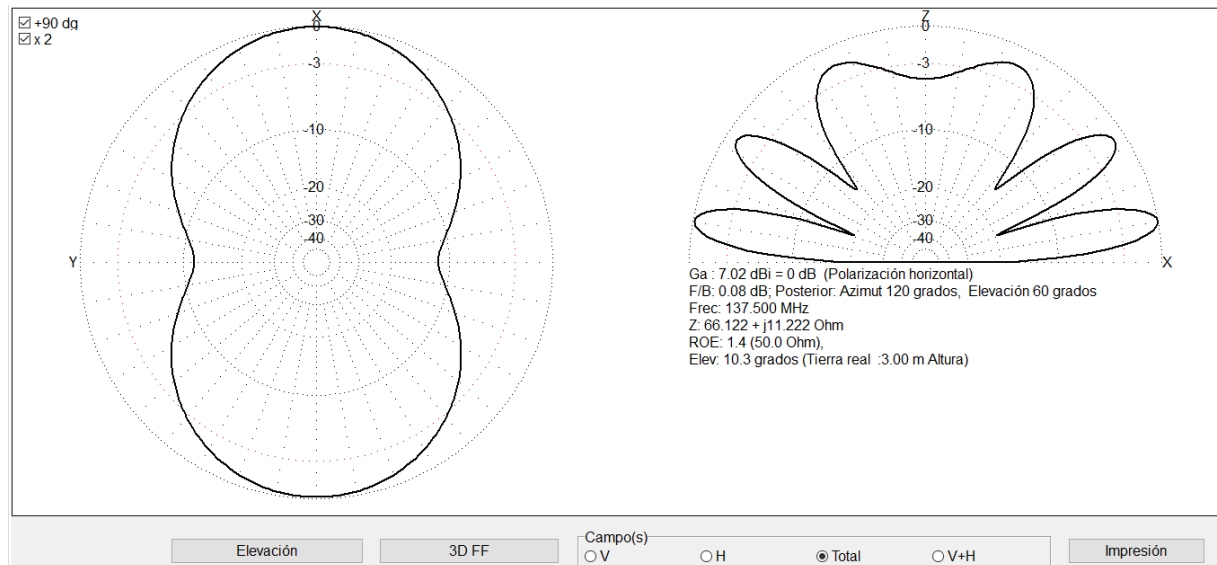 +90 dg
x 2
X
0
-3
-10
-20
-30
-40
Y
Z
0
-3
-10
-20
-30
-40
X
Ga : 7.02 dBi = 0 dB (Polarización horizontal)
F/B: 0.08 dB; Posterior: Azimut 120 grados, Elevación 60 grados
Frec: 137.500 MHz
Z: 66.122 + j11.222 Ohm
ROE: 1.4 (50.0 Ohm),
Elev: 10.3 grados (Tierra real :3.00 m Altura)
Elevación
3D FF
Campo(s)
V
H
Total
V+H
Impresión